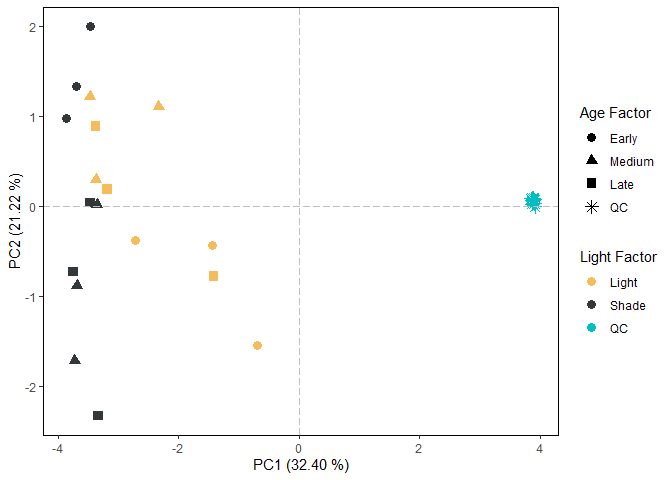 2
1
0
-1
-2
PC2 (21.22 %)
-4
-2
0
2
4
PC1 (32.40 %)
Age Factor
Early
Medium
Late
QC
Light Factor
Light
Shade
QC